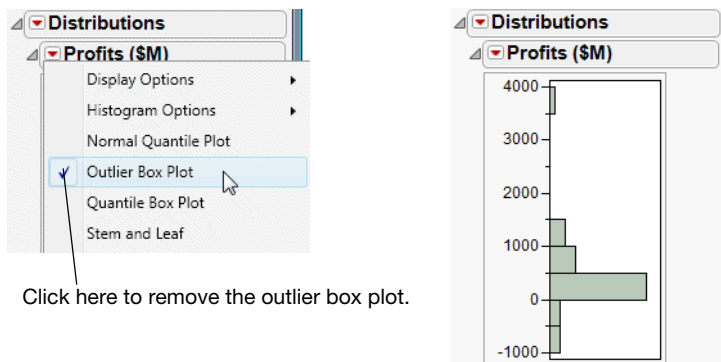 Distributions
Profits ($M)
Display Options
Histogram Options
Normal Quantile Plot
Outlier Box Plot
Quantile Box Plot
Stem and Leaf
Click here to remove the outlier box plot.
Distributions
Profits ($M)
4000
3000
2000
1000
0
-1000